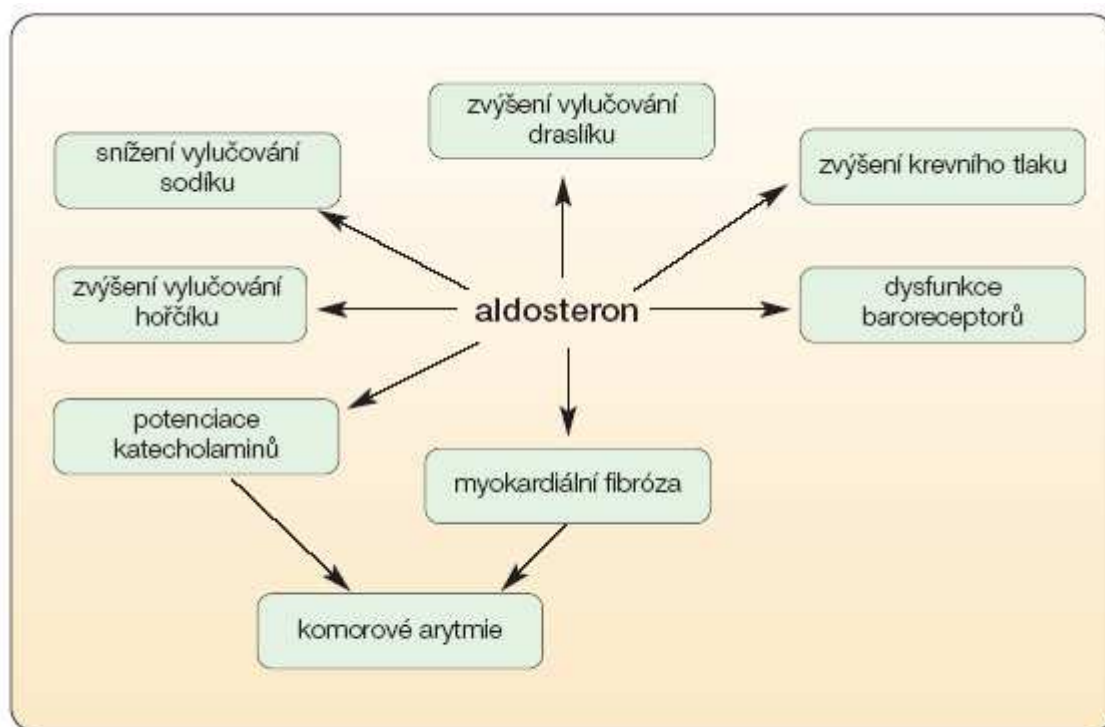 zvýšení vylučování
draslíku
snížení vylučování
sodíku
zvýšení krevního tlaku
zvýšení vylučování
hořčíku
aldosteron
dysfunkce
baroreceptorů
potenciace
katecholaminů
myokardiální fibróza
komorové arytmie